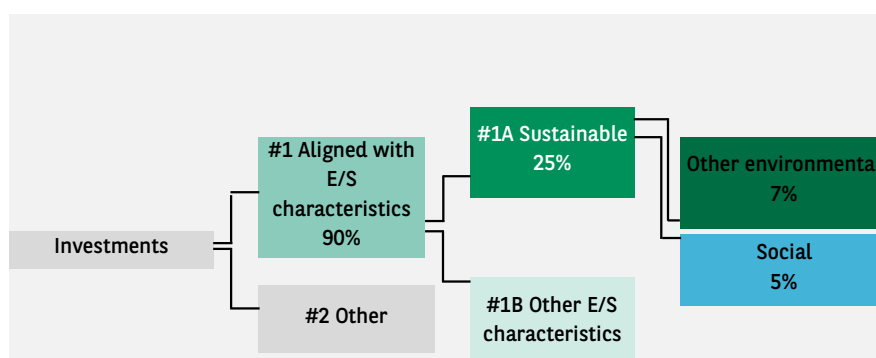 Investments
#1 Aligned with
E/S
characteristics
90%
#2 Other
#1A Sustainable
25%
#1B Other E/S
characteristics
Other environmenta
7%
Social
5%